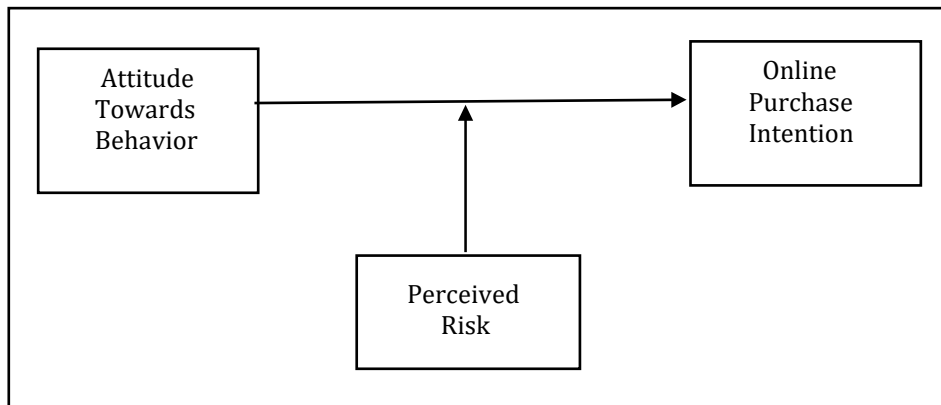 Attitude
Towards
Behavior
Online
Purchase
Intention
Perceived
Risk